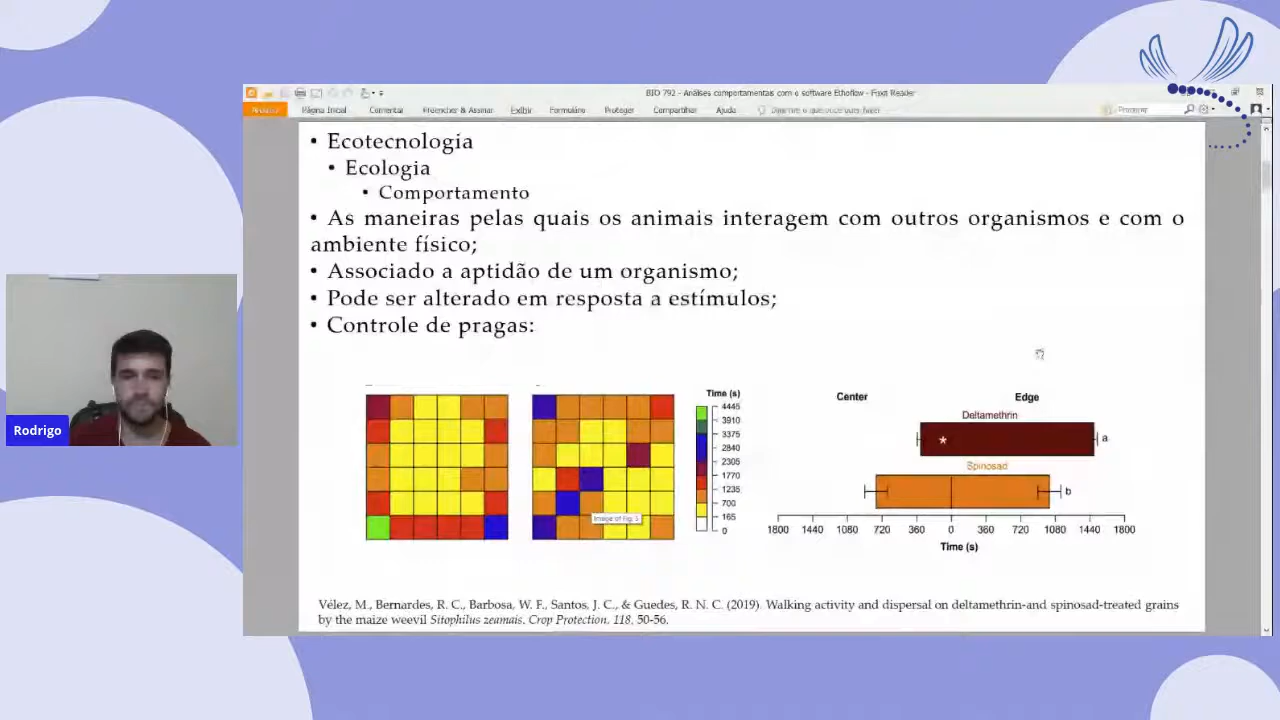 BIO 792 - Análises comportamentais com o software Ethoflow - Foxit Reader
Página Inicial Comentar Preencher & Assinar Exibir Formulário Proteger Compartilhar Ajuda
• Ecotecnologia
• Ecologia
• Comportamento
• As maneiras pelas quais os animais interagem com outros organismos e com o
ambiente físico;
• Associado a aptidão de um organismo;
• Pode ser alterado em resposta a estímulos;
• Controle de pragas:
Time (s)
4445
3910
3375
2840
2305
1770
1235
700
165
0
Image of Fig. 5
Center Edge
Deltamethrin
* a
Spinosad
b
1800 1440 1080 720 360 0 360 720 1080 1440 1800
Time (s)
Vélez, M., Bernardes, R. C., Barbosa, W. F., Santos, J. C., & Guedes, R. N. C. (2019). Walking activity and dispersal on deltamethrin-and spinosad-treated grains
by the maize weevil Sitophilus zeamais. Crop Protection, 118, 50-56.
Rodrigo